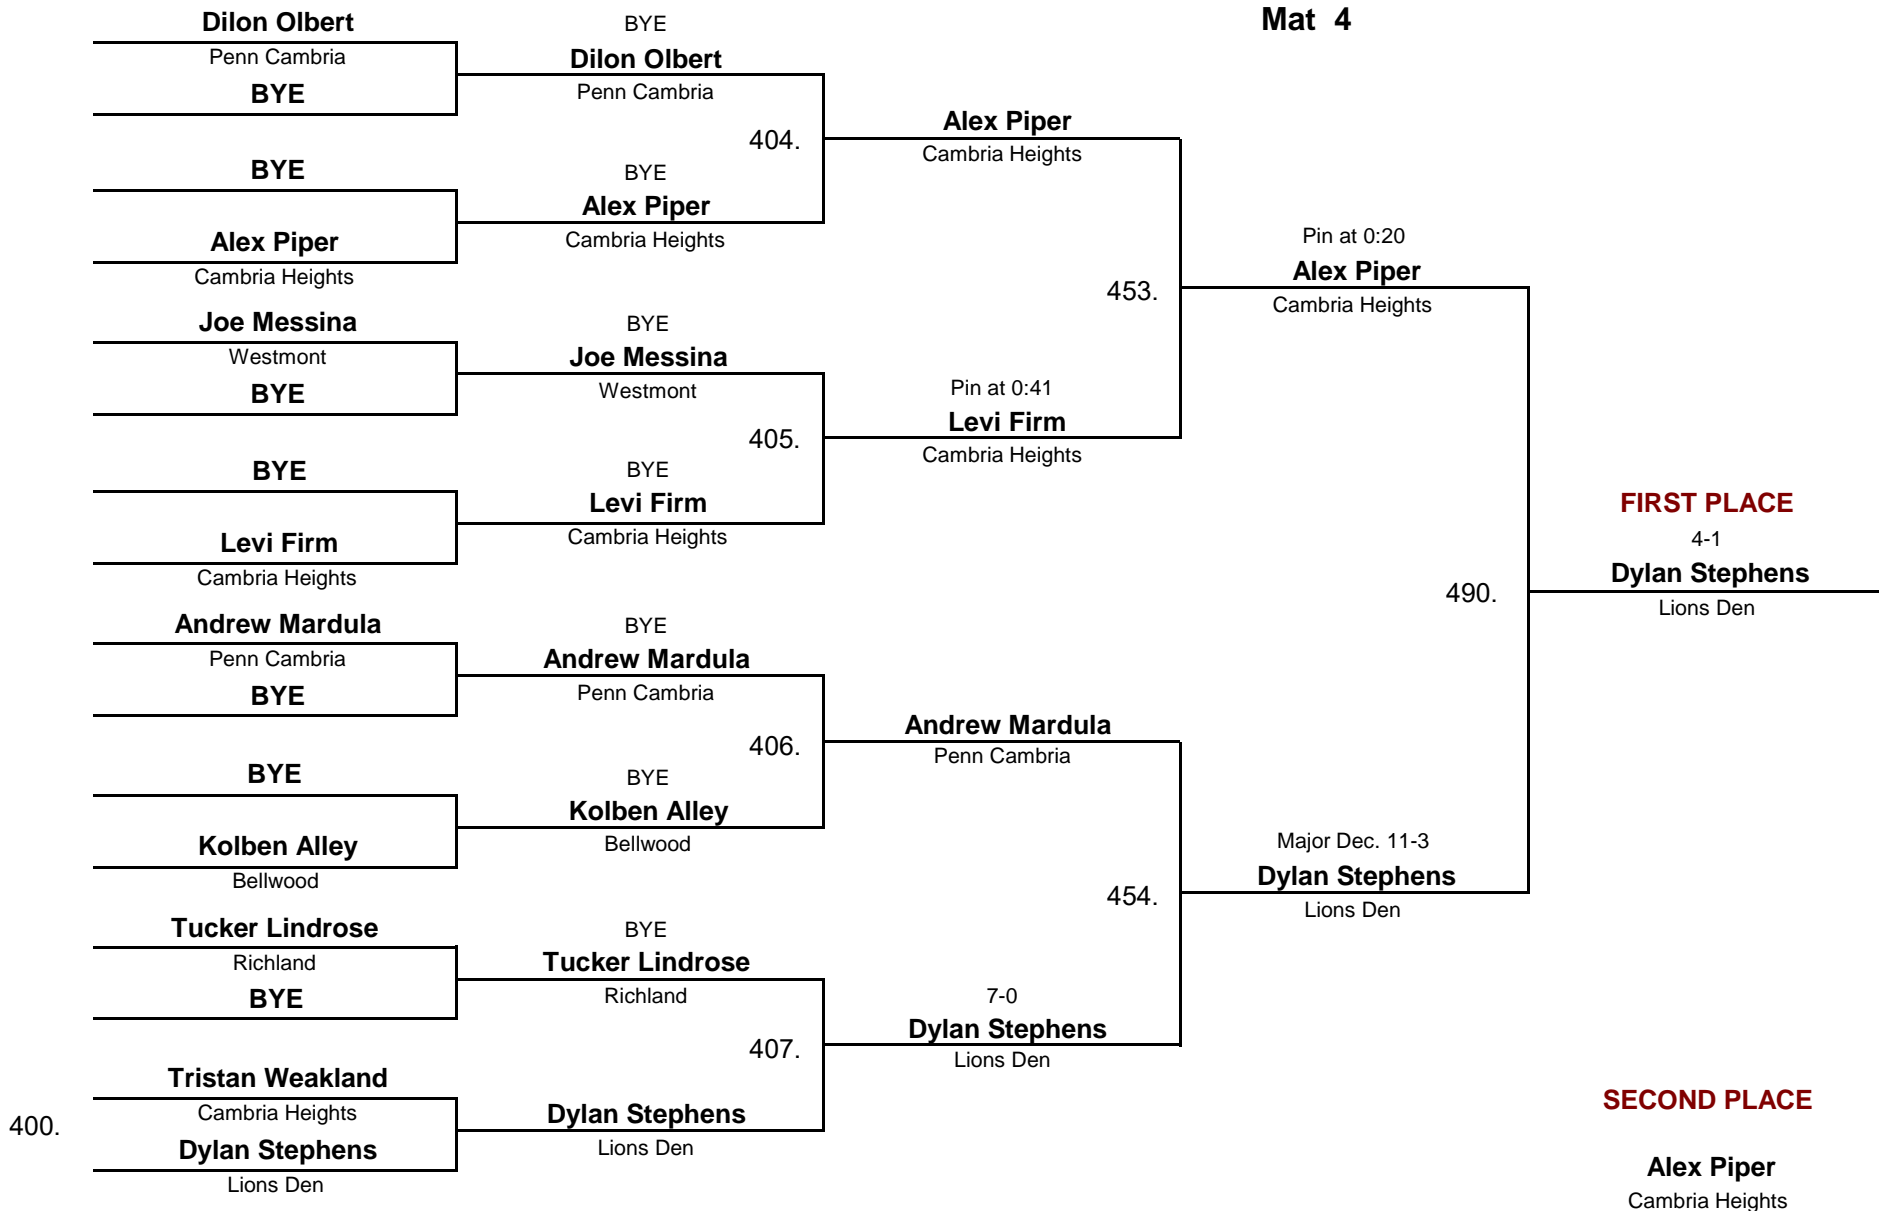 Mat 4
Dilon Olbert
Penn Cambria
BYE
BYE
Alex Piper
Cambria Heights
Joe Messina
Westmont
BYE
BYE
Levi Firm
Cambria Heights
Andrew Mardula
Penn Cambria
BYE
BYE
Kolben Alley
Bellwood
Tucker Lindrose
Richland
BYE
400.
Tristan Weakland
Cambria Heights
Dylan Stephens
Lions Den
BYE
Dilon Olbert
Penn Cambria
404.
BYE
Alex Piper
Cambria Heights
BYE
Joe Messina
Westmont
405.
BYE
Levi Firm
Cambria Heights
BYE
Andrew Mardula
Penn Cambria
406.
BYE
Kolben Alley
Bellwood
BYE
Tucker Lindrose
Richland
407.
Dylan Stephens
Lions Den
Alex Piper
Cambria Heights
453.
Pin at 0:41
Levi Firm
Cambria Heights
Andrew Mardula
Penn Cambria
454.
7-0
Dylan Stephens
Lions Den
Pin at 0:20
Alex Piper
Cambria Heights
490.
Major Dec. 11-3
Dylan Stephens
Lions Den
FIRST PLACE
4-1
Dylan Stephens
Lions Den
SECOND PLACE
Alex Piper
Cambria Heights